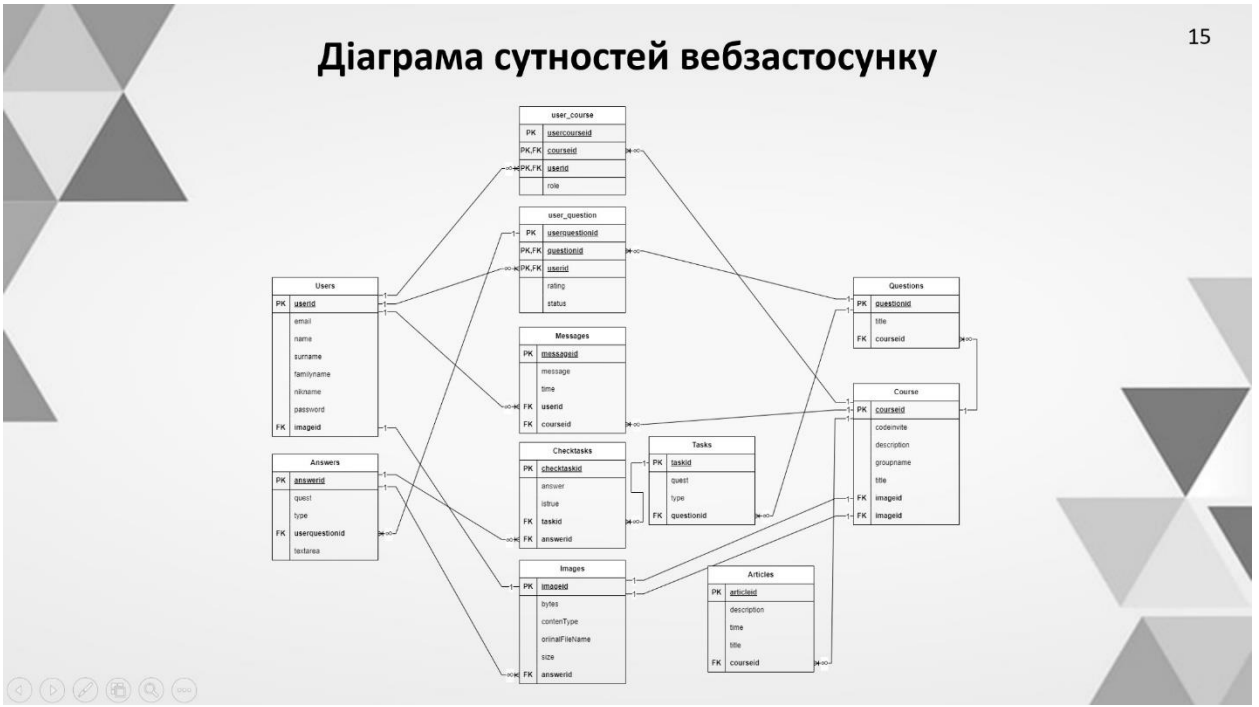 15
Діаграма сутностей вебзастосунку
user_course
PK usercourseid
PK,FK courseid
PK,FK userid
role
user_question
PK userquestionid
PK,FK questionid
PK,FK userid
rating
status
Users
PK userid
email
name
surname
familyname
nikname
password
FK imageid
Questions
PK questionid
title
FK courseid
Messages
PK messageid
message
time
FK userid
FK courseid
Course
PK courseid
codeinvite
description
groupname
title
FK imageid
FK imageid
Answers
PK answerid
quest
type
FK userquestionid
textarea
Checktasks
PK checktaskid
answer
istrue
FK taskid
FK answerid
Tasks
PK taskid
quest
type
FK questionid
Images
PK imageid
bytes
contenType
orlinalFileName
size
FK answerid
Articles
PK articleid
description
time
title
FK courseid